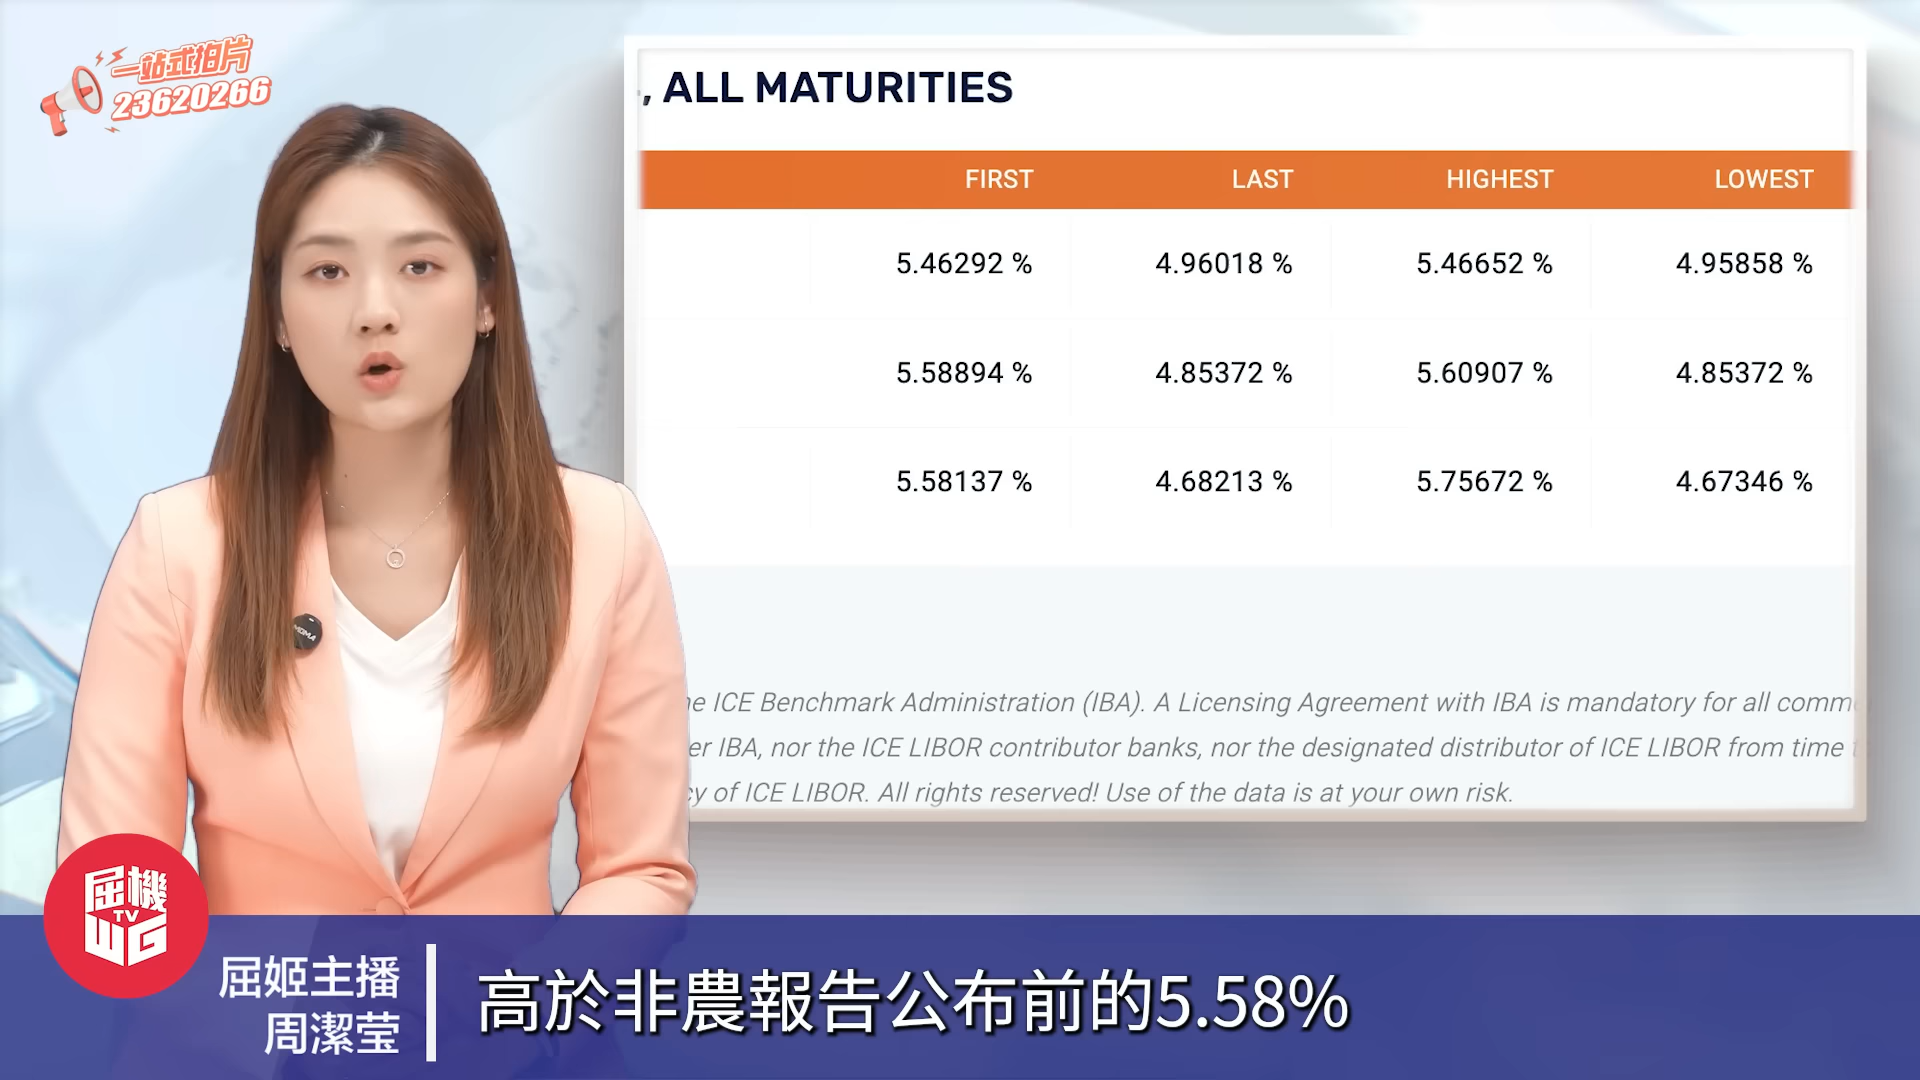 一站式拍片
23620266
, ALL MATURITIES
FIRST LAST HIGHEST LOWEST
5.46292 % 4.96018 % 5.46652 % 4.95858 %
5.58894 % 4.85372 % 5.60907 % 4.85372 %
5.58137 % 4.68213 % 5.75672 % 4.67346 %
ICE Benchmark Administration (IBA). A Licensing Agreement with IBA is mandatory for all
IBA, nor the ICE LIBOR contributor banks, nor the designated distributor of ICE LIBOR from time
of ICE LIBOR. All rights reserved! Use of the data is at your own risk.
屈機
TV
WG
屈姬主播
周潔莹
高於非農報告公布前的5.58%